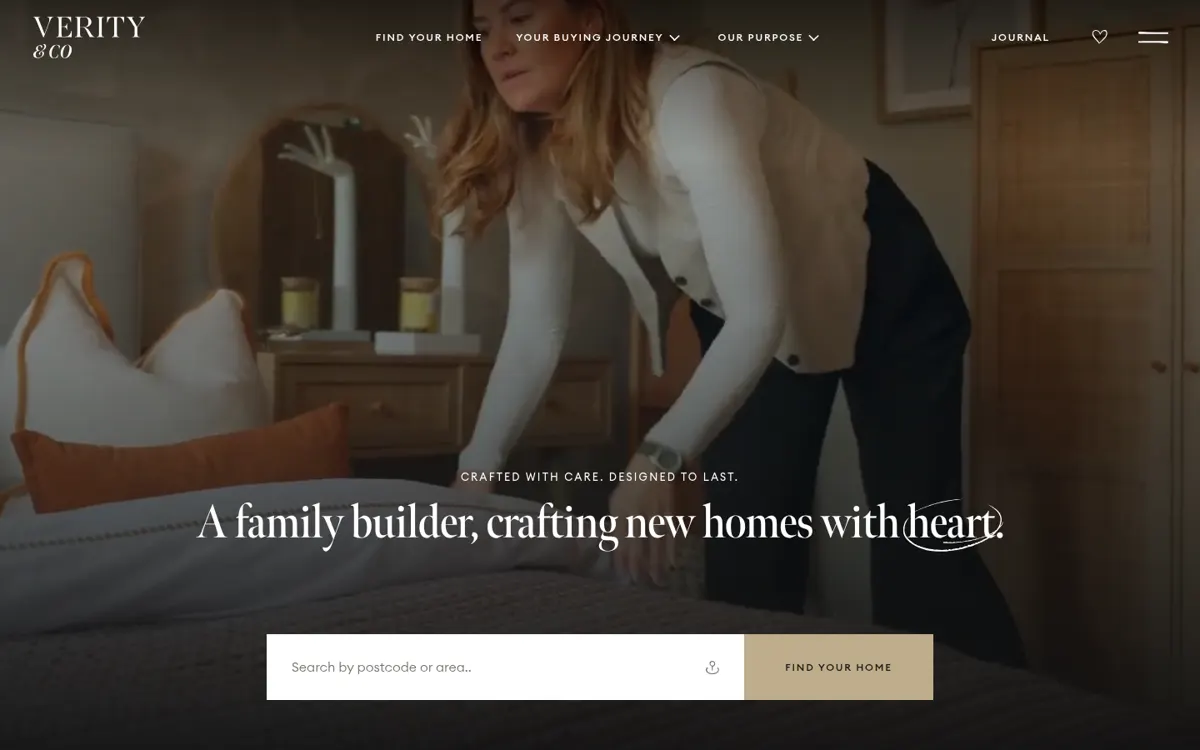 VERITY
& CO
FIND YOUR HOME
YOUR BUYING JOURNEY
OUR PURPOSE
JOURNAL
CRAFTED WITH CARE. DESIGNED TO LAST.
A family builder, crafting new homes with heart.
Search by postcode or area..
FIND YOUR HOME